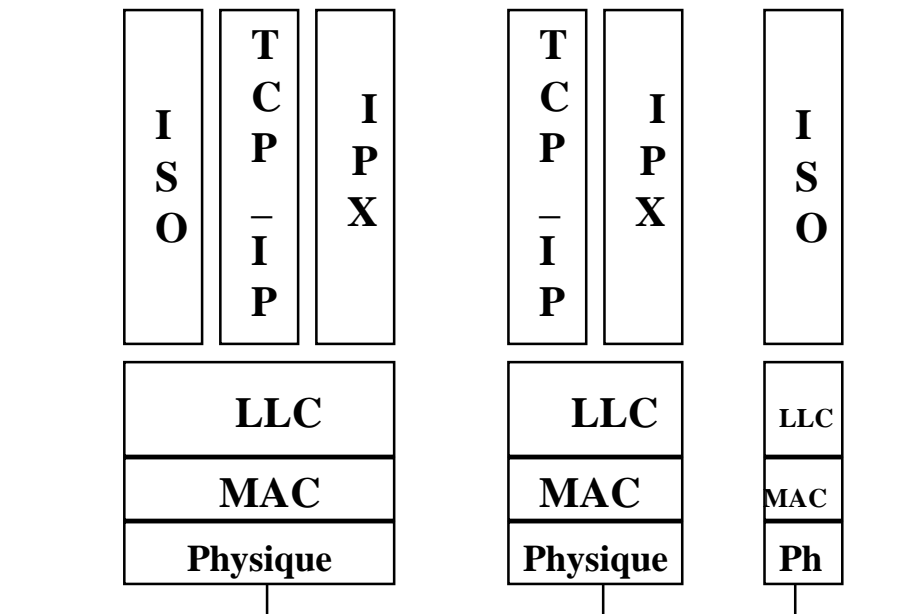 ISO
TCP_IP
IPX
TCP_IP
IPX
ISO
LLC
LLC
LLC
MAC
MAC
MAC
Physique
Physique
Ph